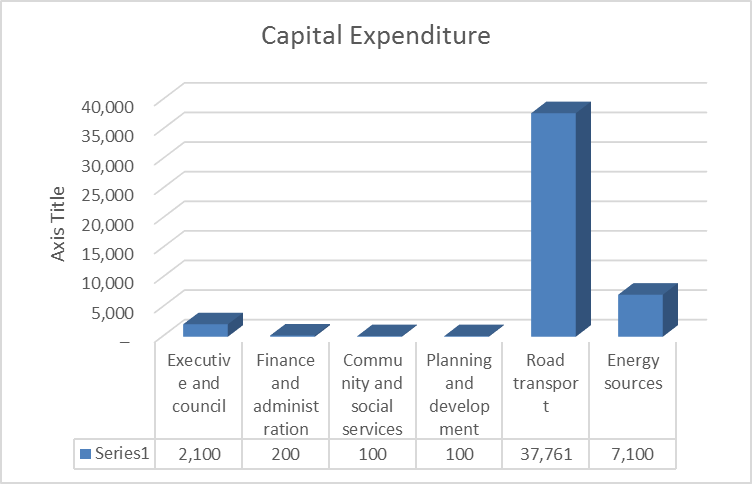 Capital Expenditure
40,000
35,000
30,000
25,000
20,000
15,000
10,000
5,000
–
Axis Title
Executiv
e and
council
Finance
and
administ
ration
Commu
nity and
social
services
Planning
and
develop
ment
Road
transpor
t
Energy
sources
Series1 2,100 200 100 100 37,761 7,100